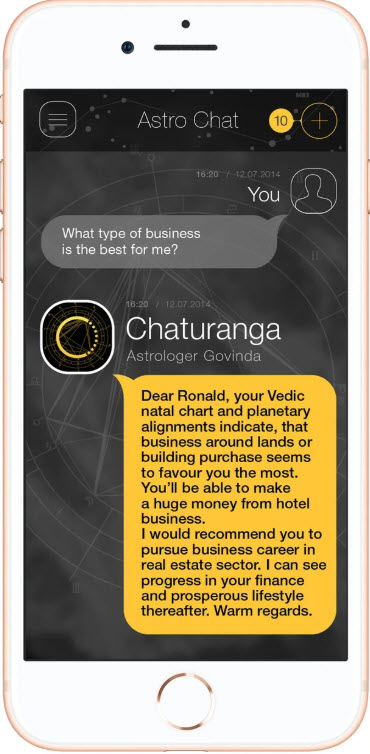 Astro Chat
10
16:20 / 12.07.2014
You
What type of business
is the best for me?
16:20 / 12.07.2014
Chaturanga
Astrologer Govinda
Dear Ronald, your Vedic
natal chart and planetary
alignments indicate, that
business around lands or
building purchase seems
to favour you the most.
You'll be able to make
a huge money from hotel
business.
I would recommend you to
pursue business career in
real estate sector. I can see
progress in your finance
and prosperous lifestyle
thereafter. Warm regards.